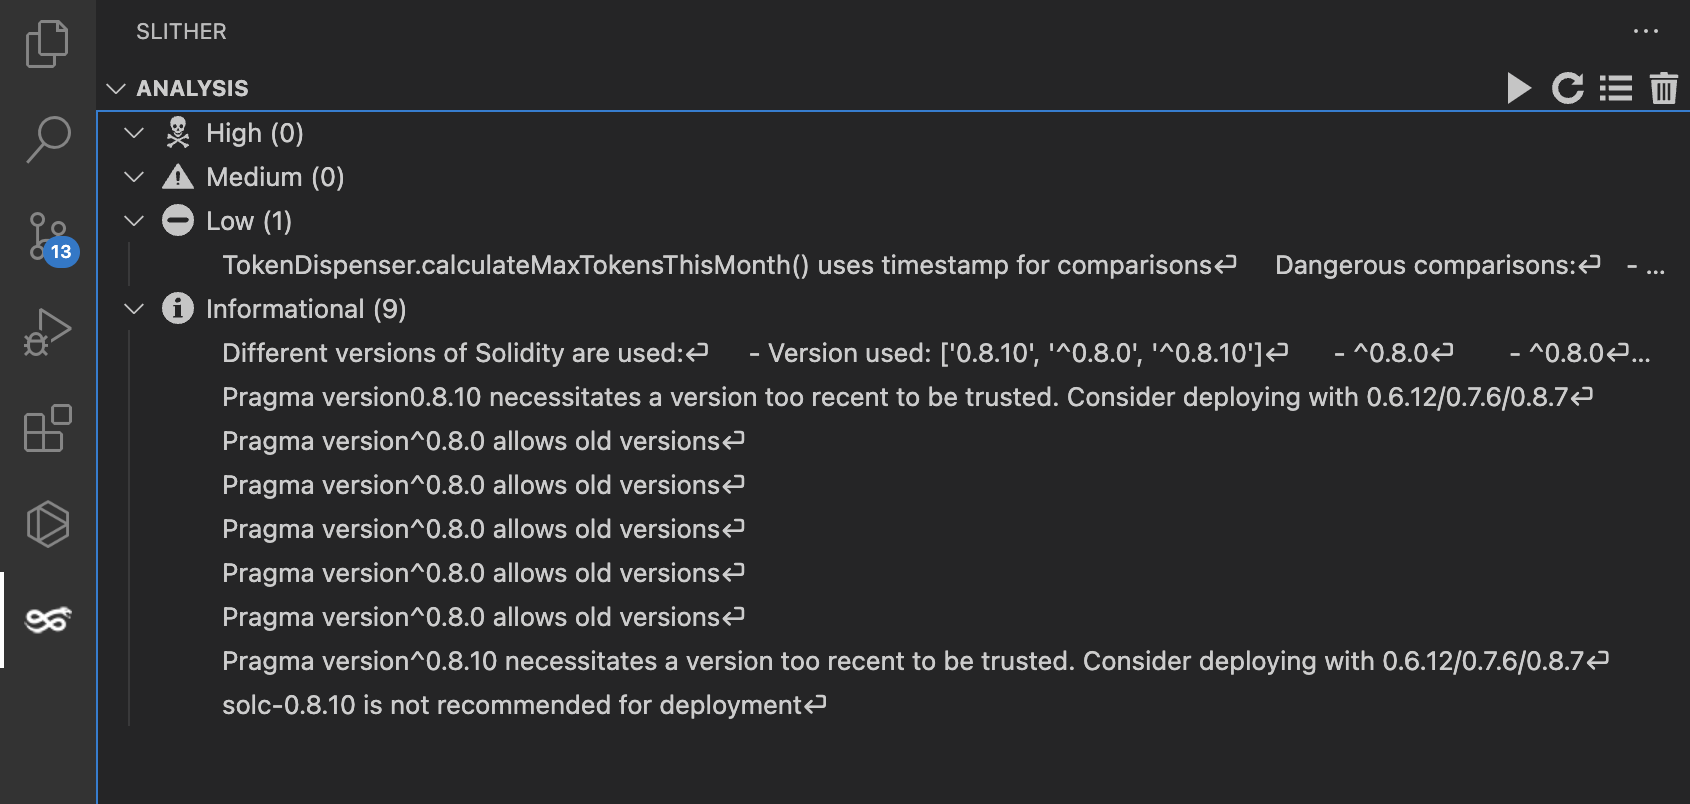 SLITHER
ANALYSIS
High (0)
Medium (0)
Low (1)
13
TokenDispenser.calculateMaxTokensThisMonth() uses timestamp for comparisons⏎ Dangerous comparisons:⏎ - ...
Informational (9)
Different versions of Solidity are used:⏎ - Version used: ['0.8.10', '^0.8.0', '^0.8.10']⏎ - ^0.8.0⏎ - ^0.8.0⏎...
Pragma version0.8.10 necessitates a version too recent to be trusted. Consider deploying with 0.6.12/0.7.6/0.8.7⏎
Pragma version^0.8.0 allows old versions⏎
Pragma version^0.8.0 allows old versions⏎
Pragma version^0.8.0 allows old versions⏎
Pragma version^0.8.0 allows old versions⏎
Pragma version^0.8.0 allows old versions⏎
Pragma version^0.8.10 necessitates a version too recent to be trusted. Consider deploying with 0.6.12/0.7.6/0.8.7⏎
solc-0.8.10 is not recommended for deployment⏎